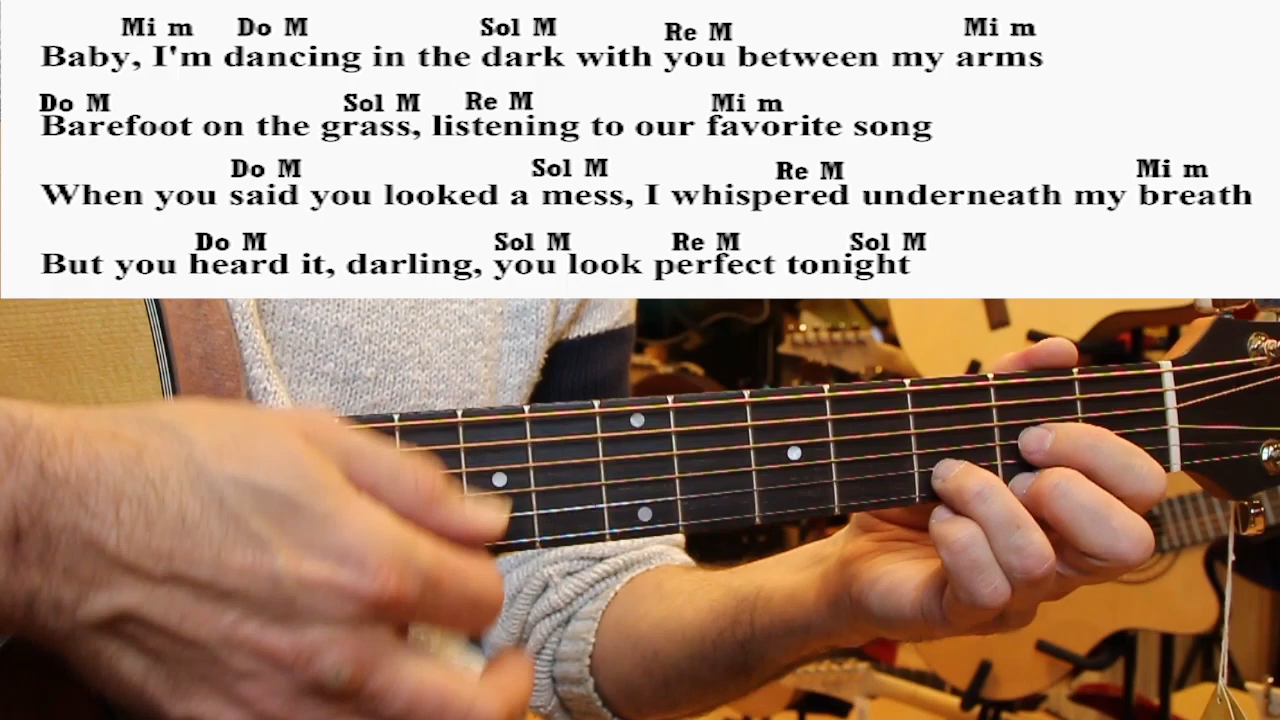 Mi m Do M Sol M Re M Mi m
Baby, I'm dancing in the dark with you between my arms
Do M Sol M Re M Mi m
Barefoot on the grass, listening to our favorite song
Do M Sol M Re M Mi m
When you said you looked a mess, I whispered underneath my breath
Do M Sol M Re M Sol M
But you heard it, darling, you look perfect tonight